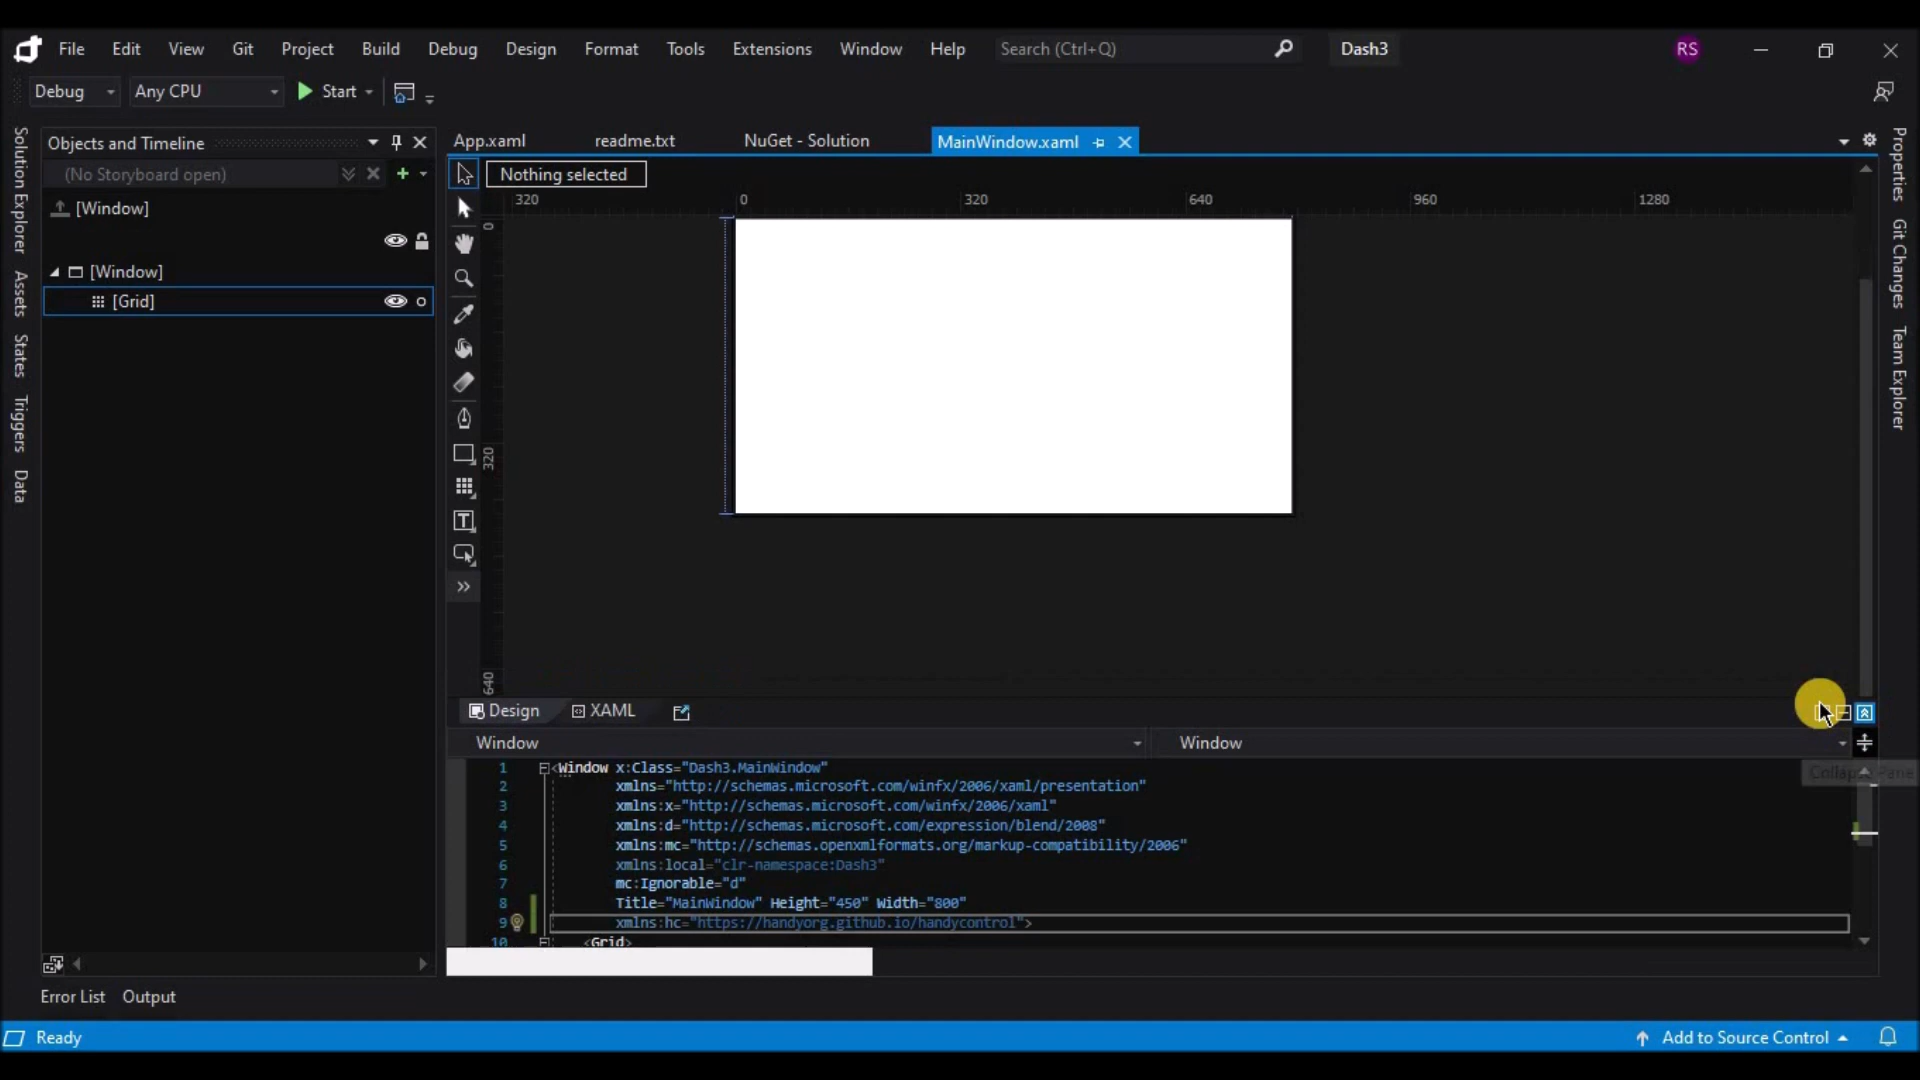 File Edit View Git Project Build Debug Design Format Tools Extensions Window Help Search (Ctrl+Q) Dash3 RS
Debug Any CPU Start
Solution Explorer
Assets
States
Triggers
Data
Objects and Timeline
(No Storyboard open)
[Window]
[Window]
[Grid]
App.xaml readme.txt NuGet - Solution MainWindow.xaml
Nothing selected
320 0 320 640 960 1280
0
320
640
Properties
Git Changes
Team Explorer
Design XAML
Window Window
Collapse Pane
1 <Window x:Class="Dash3.MainWindow"
2 xmlns="http://schemas.microsoft.com/winfx/2006/xaml/presentation"
3 xmlns:x="http://schemas.microsoft.com/winfx/2006/xaml"
4 xmlns:d="http://schemas.microsoft.com/expression/blend/2008"
5 xmlns:mc="http://schemas.openxmlformats.org/markup-compatibility/2006"
6 xmlns:local="clr-namespace:Dash3"
7 mc:Ignorable="d"
8 Title="MainWindow" Height="450" Width="800"
9 xmlns:hc="https://handyorg.github.io/handycontrol">
10 <Grid>
Error List Output
Ready Add to Source Control